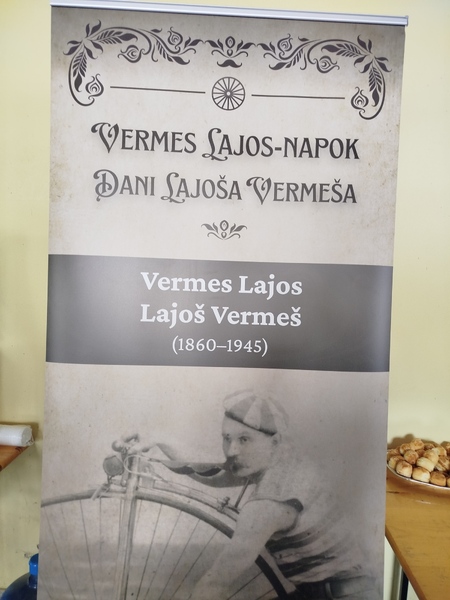 Vermes Lajos-napok
Dani Lajoša Vermeša
Vermes Lajos
Lajoš Vermeš
(1860–1945)